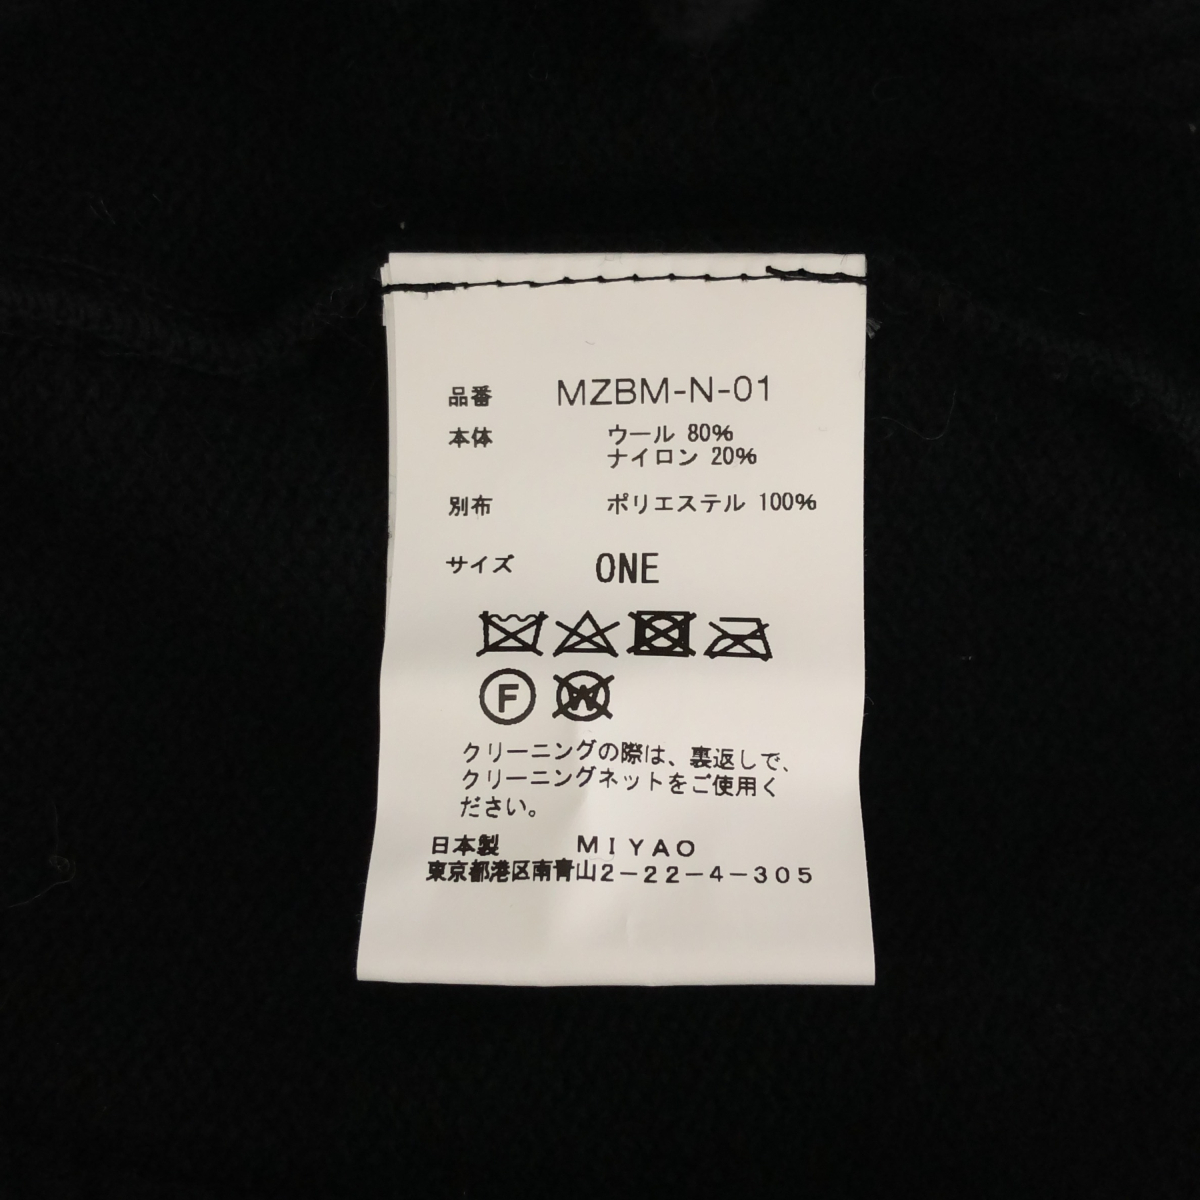 品番 MZBM-N-01
本体 ウール 80%
ナイロン 20%
別布 ポリエステル 100%
サイズ ONE
F W
クリーニングの際は、裏返しで、
クリーニングネットをご使用く
ださい。
日本製 MIYAO
東京都港区南青山2-22-4-305